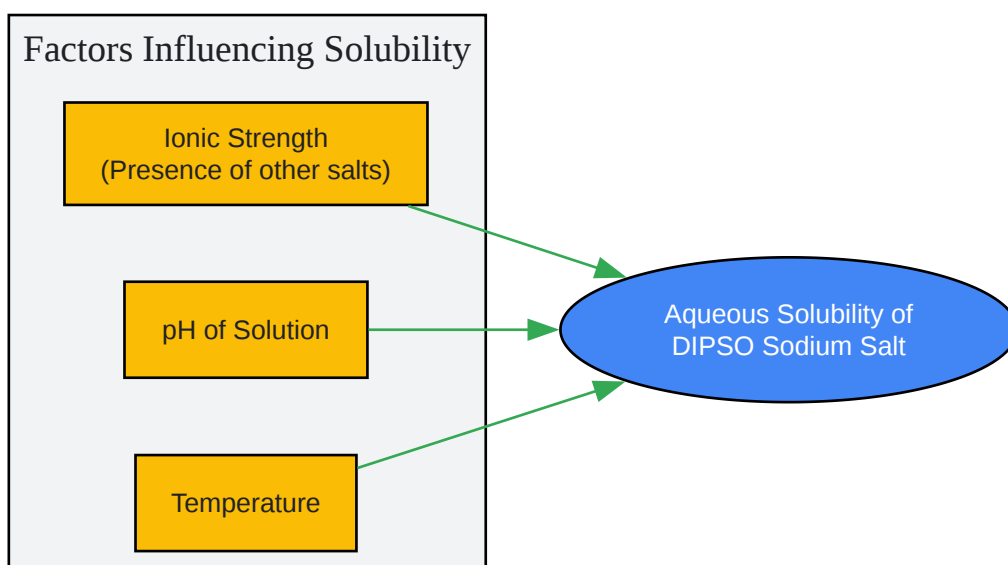 Factors Influencing Solubility
Ionic Strength
(Presence of other salts)
pH of Solution
Temperature
Aqueous Solubility of
DIPSO Sodium Salt